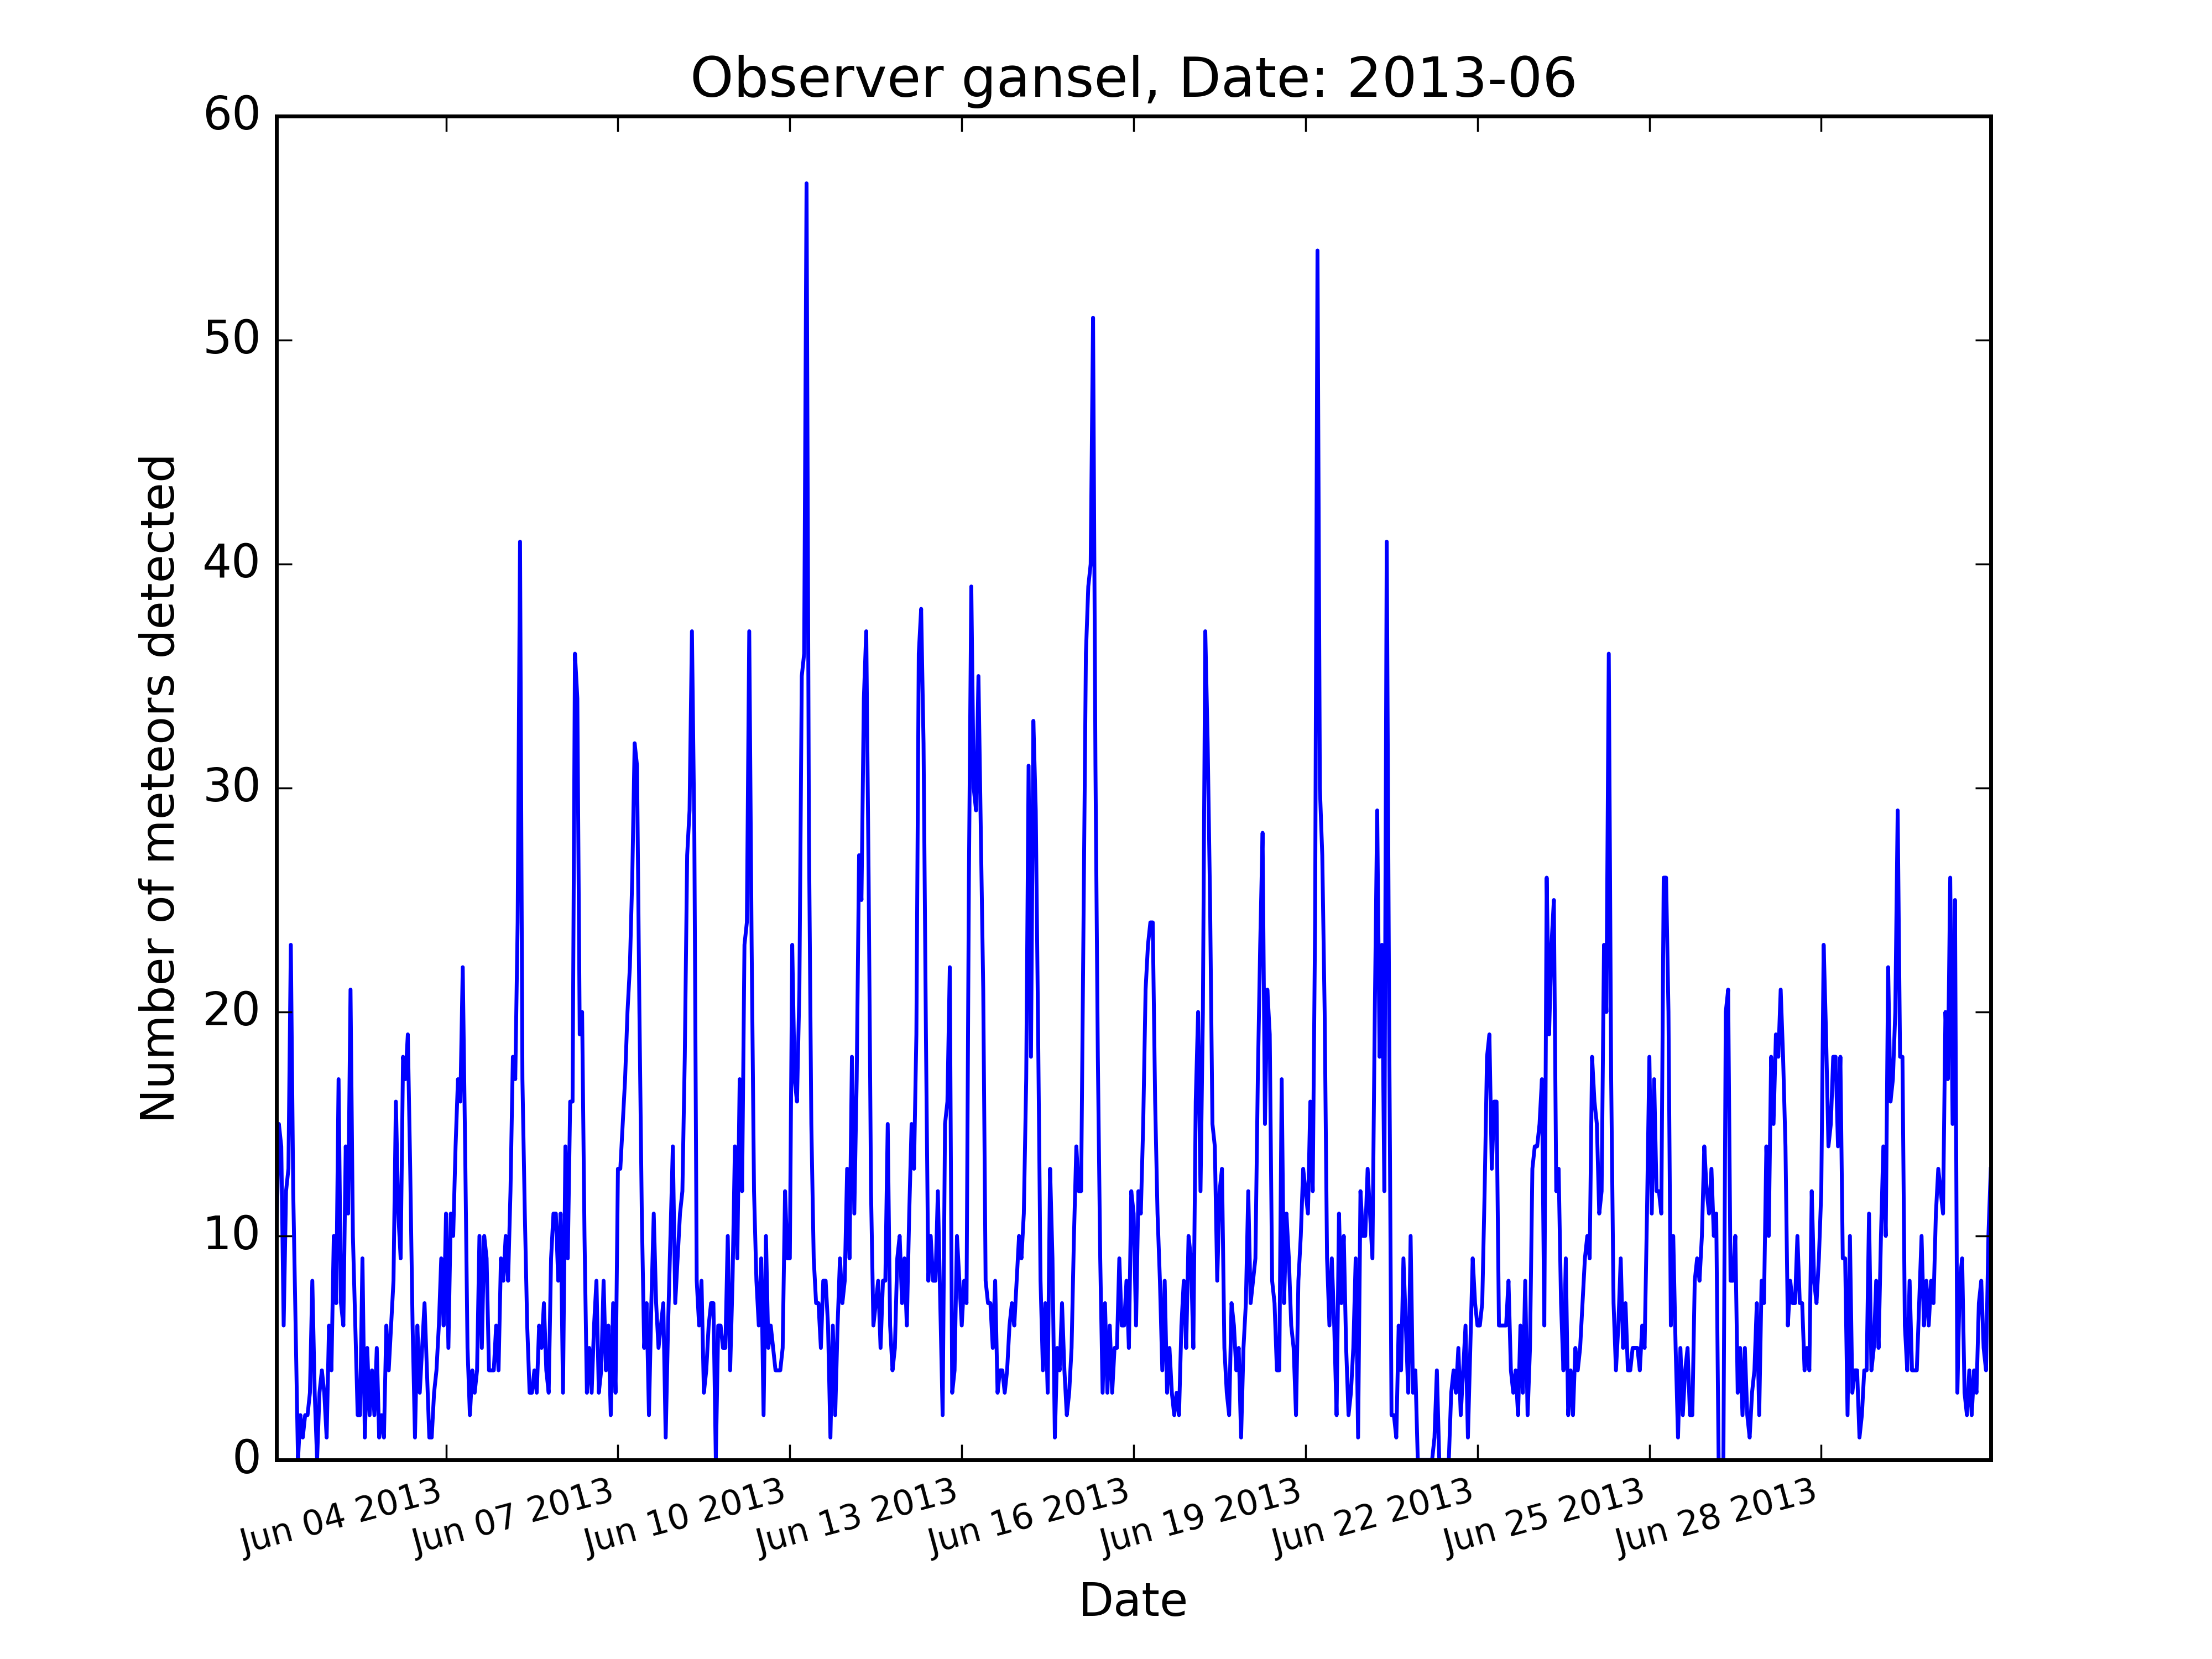 Observer gansel, Date: 2013-06
60
50
40
30
20
10
0
Number of meteors detected
Jun 04 2013
Jun 07 2013
Jun 10 2013
Jun 13 2013
Jun 16 2013
Jun 19 2013
Jun 22 2013
Jun 25 2013
Jun 28 2013
Date